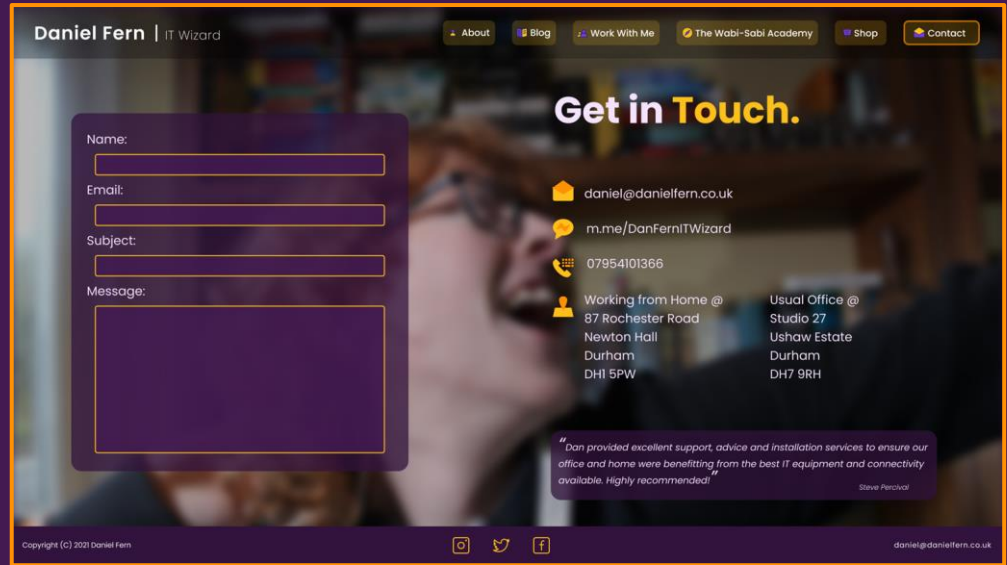 Daniel Fern | IT Wizard
About
Blog
Work With Me
The Wabi-Sabi Academy
Shop
Contact
Name:
Email:
Subject:
Message:
Get in Touch.
daniel@danielfern.co.uk
m.me/DanFernITWizard
07954101366
Working from Home @
87 Rochester Road
Newton Hall
Durham
DH1 5PW
Usual Office @
Studio 27
Ushaw Estate
Durham
DH7 9RH
"Dan provided excellent support, advice and installation services to ensure our
office and home were benefitting from the best IT equipment and connectivity
available. Highly recommended!"
Steve Percival
Copyright (C) 2021 Daniel Fern
daniel@danielfern.co.uk